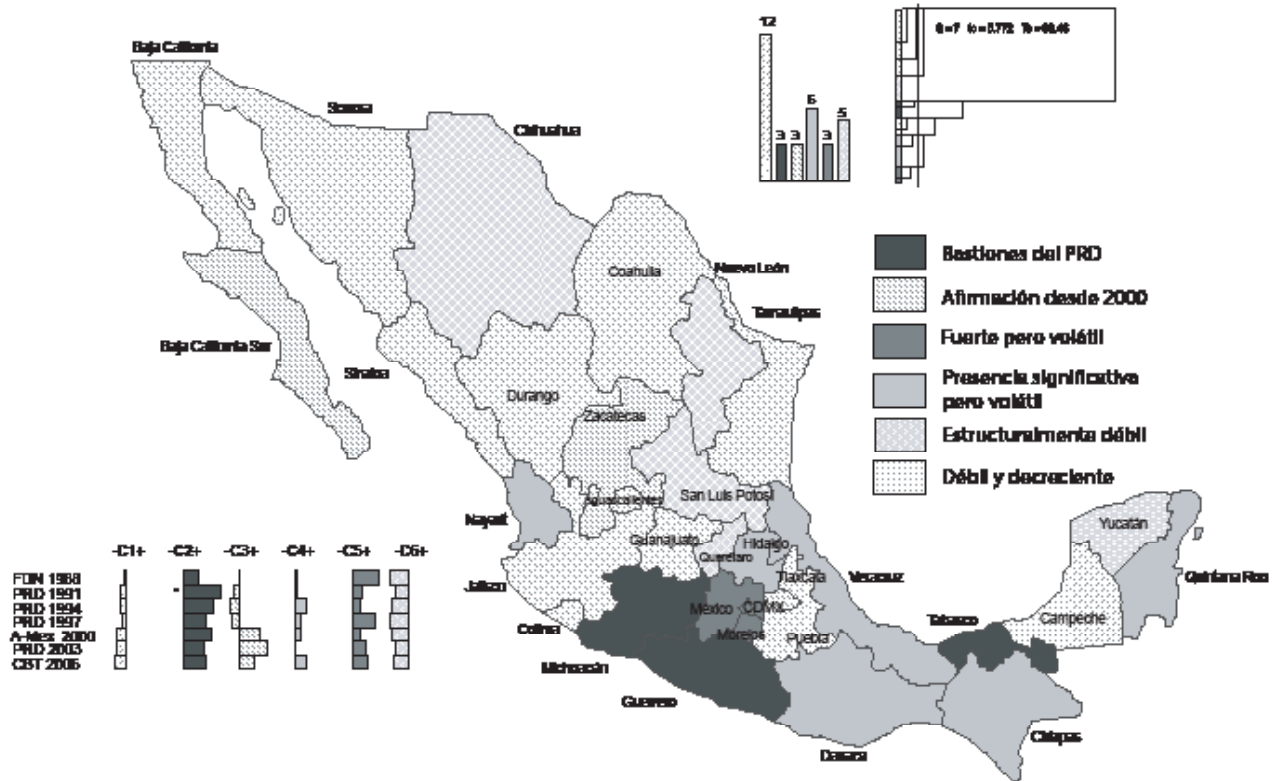 12
3 3 6 3 5
Baja California
Sonora
Chihuahua
Coahuila
Nuevo León
Tamaulipas
Baja California Sur
Sinaloa
Durango
Zacatecas
Bastiones del PRD
Afirmación desde 2000
Fuerte pero volátil
Presencia significativa
pero volátil
Estructuralmente débil
Débil y decreciente
Nayarit
Aguascalientes
San Luis Potosí
Guanajuato
Querétaro
Hidalgo
Yucatán
Quintana Roo
Jalisco
Tlaxcala
Veracruz
México
CDMX
Morelos
Puebla
Tabasco
Campeche
Colima
Michoacán
Guerrero
Oaxaca
Chiapas
-C1+ -C2+ -C3+ -C4+ -C5+ -C6+
FDN 1988
PRD 1991
PRD 1994
PRD 1997
A-Mex 2000
PRD 2003
CBT 2006